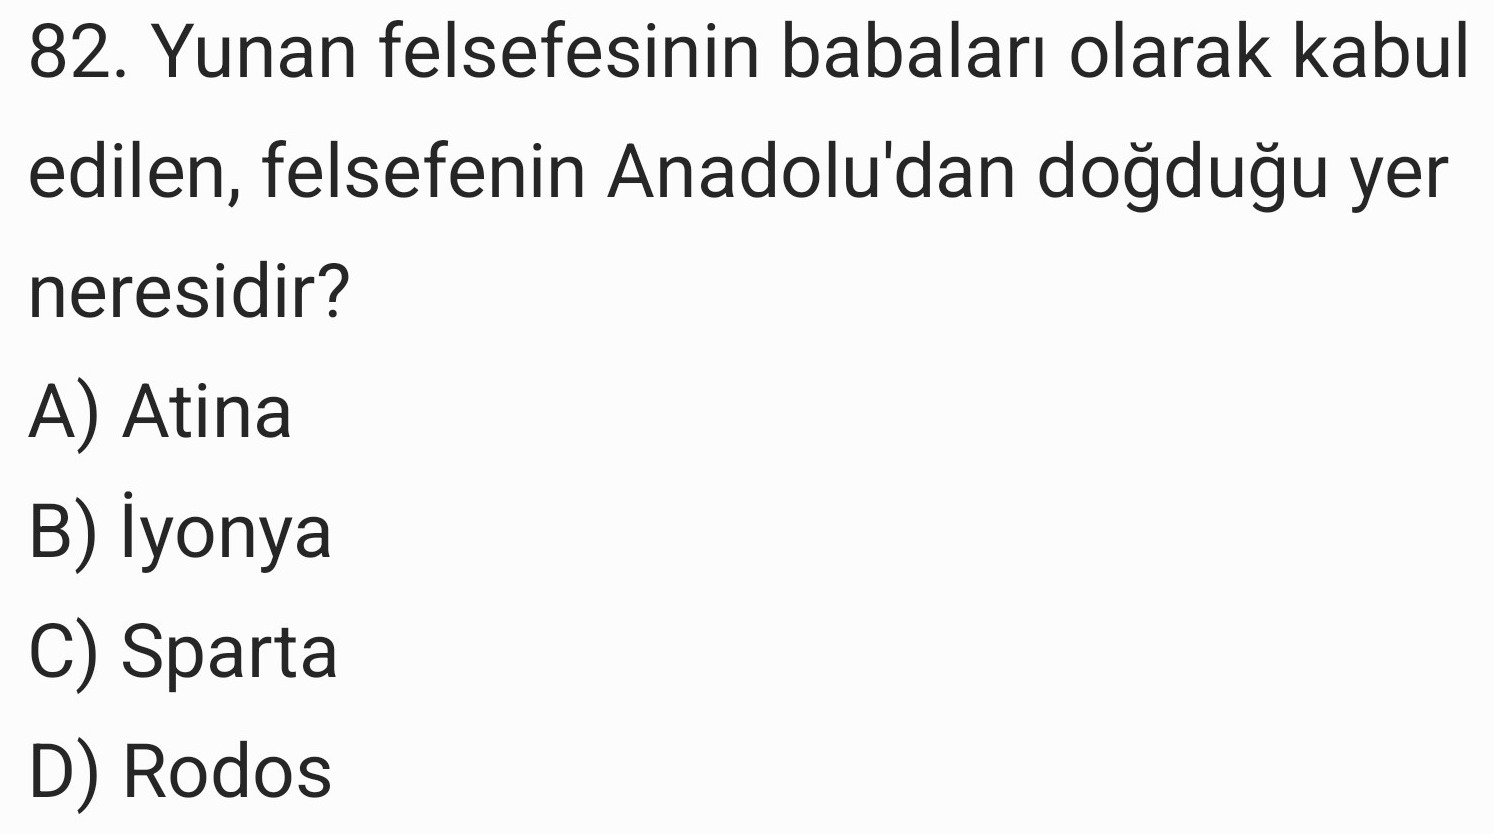 82. Yunan felsefesinin babaları olarak kabul
edilen, felsefenin Anadolu'dan doğduğu yer
neresidir?
A) Atina
B) İyonya
C) Sparta
D) Rodos